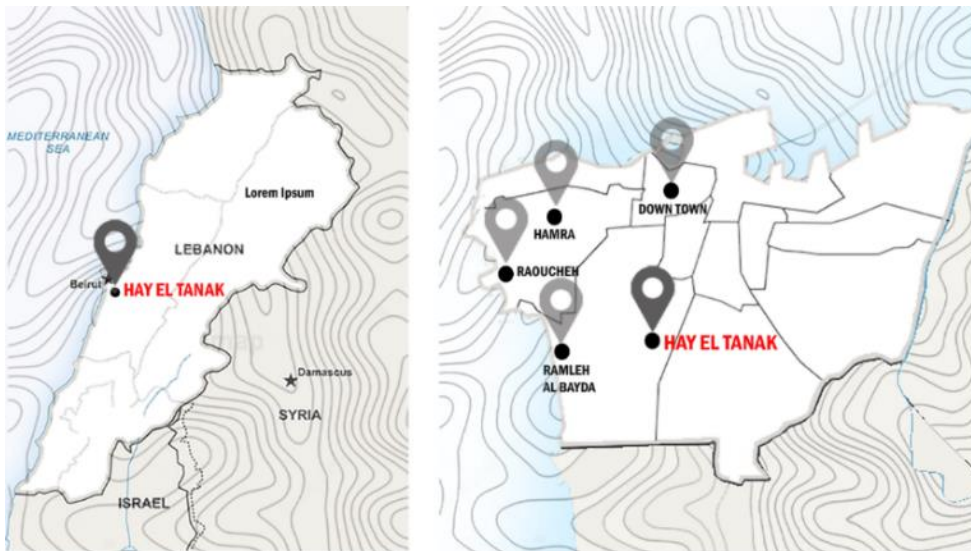 MEDITERRANEAN
SEA
Lorem Ipsum
LEBANON
Beirut
HAY EL TANAK
Damascus
SYRIA
ISRAEL
DOWN TOWN
HAMRA
RAOUCHEH
HAY EL TANAK
RAMLEH
AL BAYDA